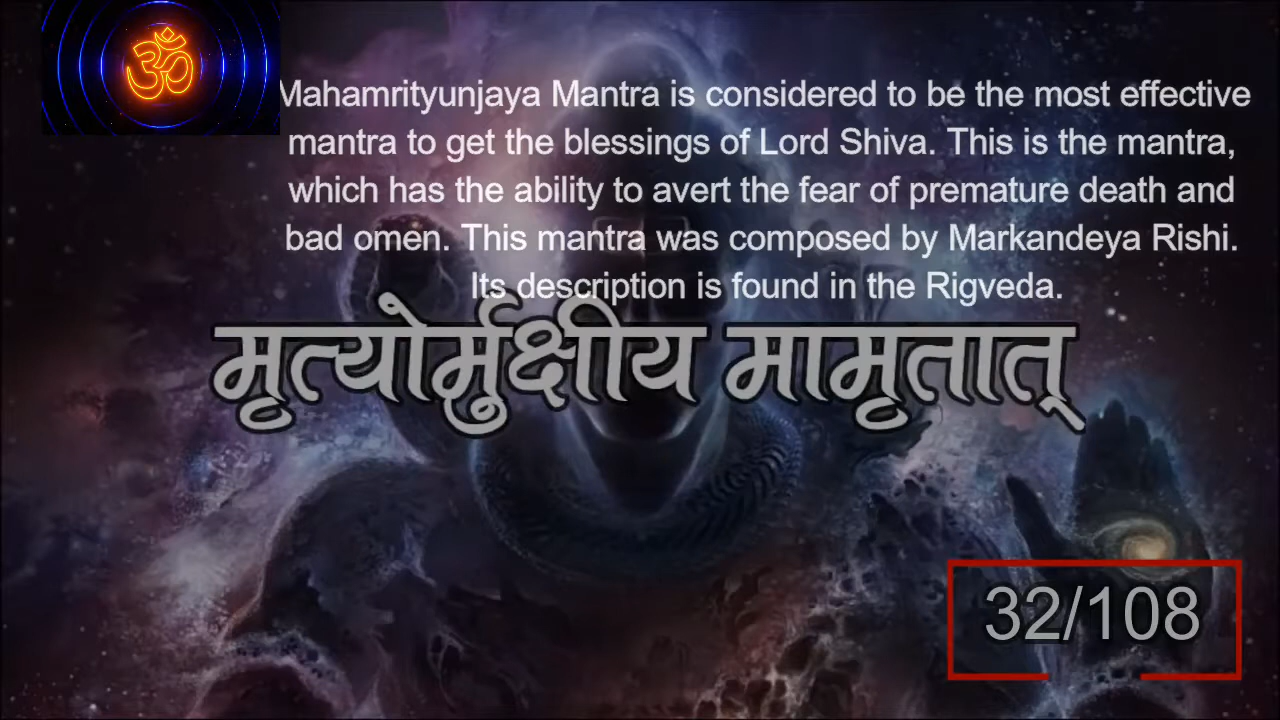 ॐ
Mahamrityunjaya Mantra is considered to be the most effective
mantra to get the blessings of Lord Shiva. This is the mantra,
which has the ability to avert the fear of premature death and
bad omen. This mantra was composed by Markandeya Rishi.
Its description is found in the Rigveda.
मृत्योर्मुक्षीय मामृतात्
32/108